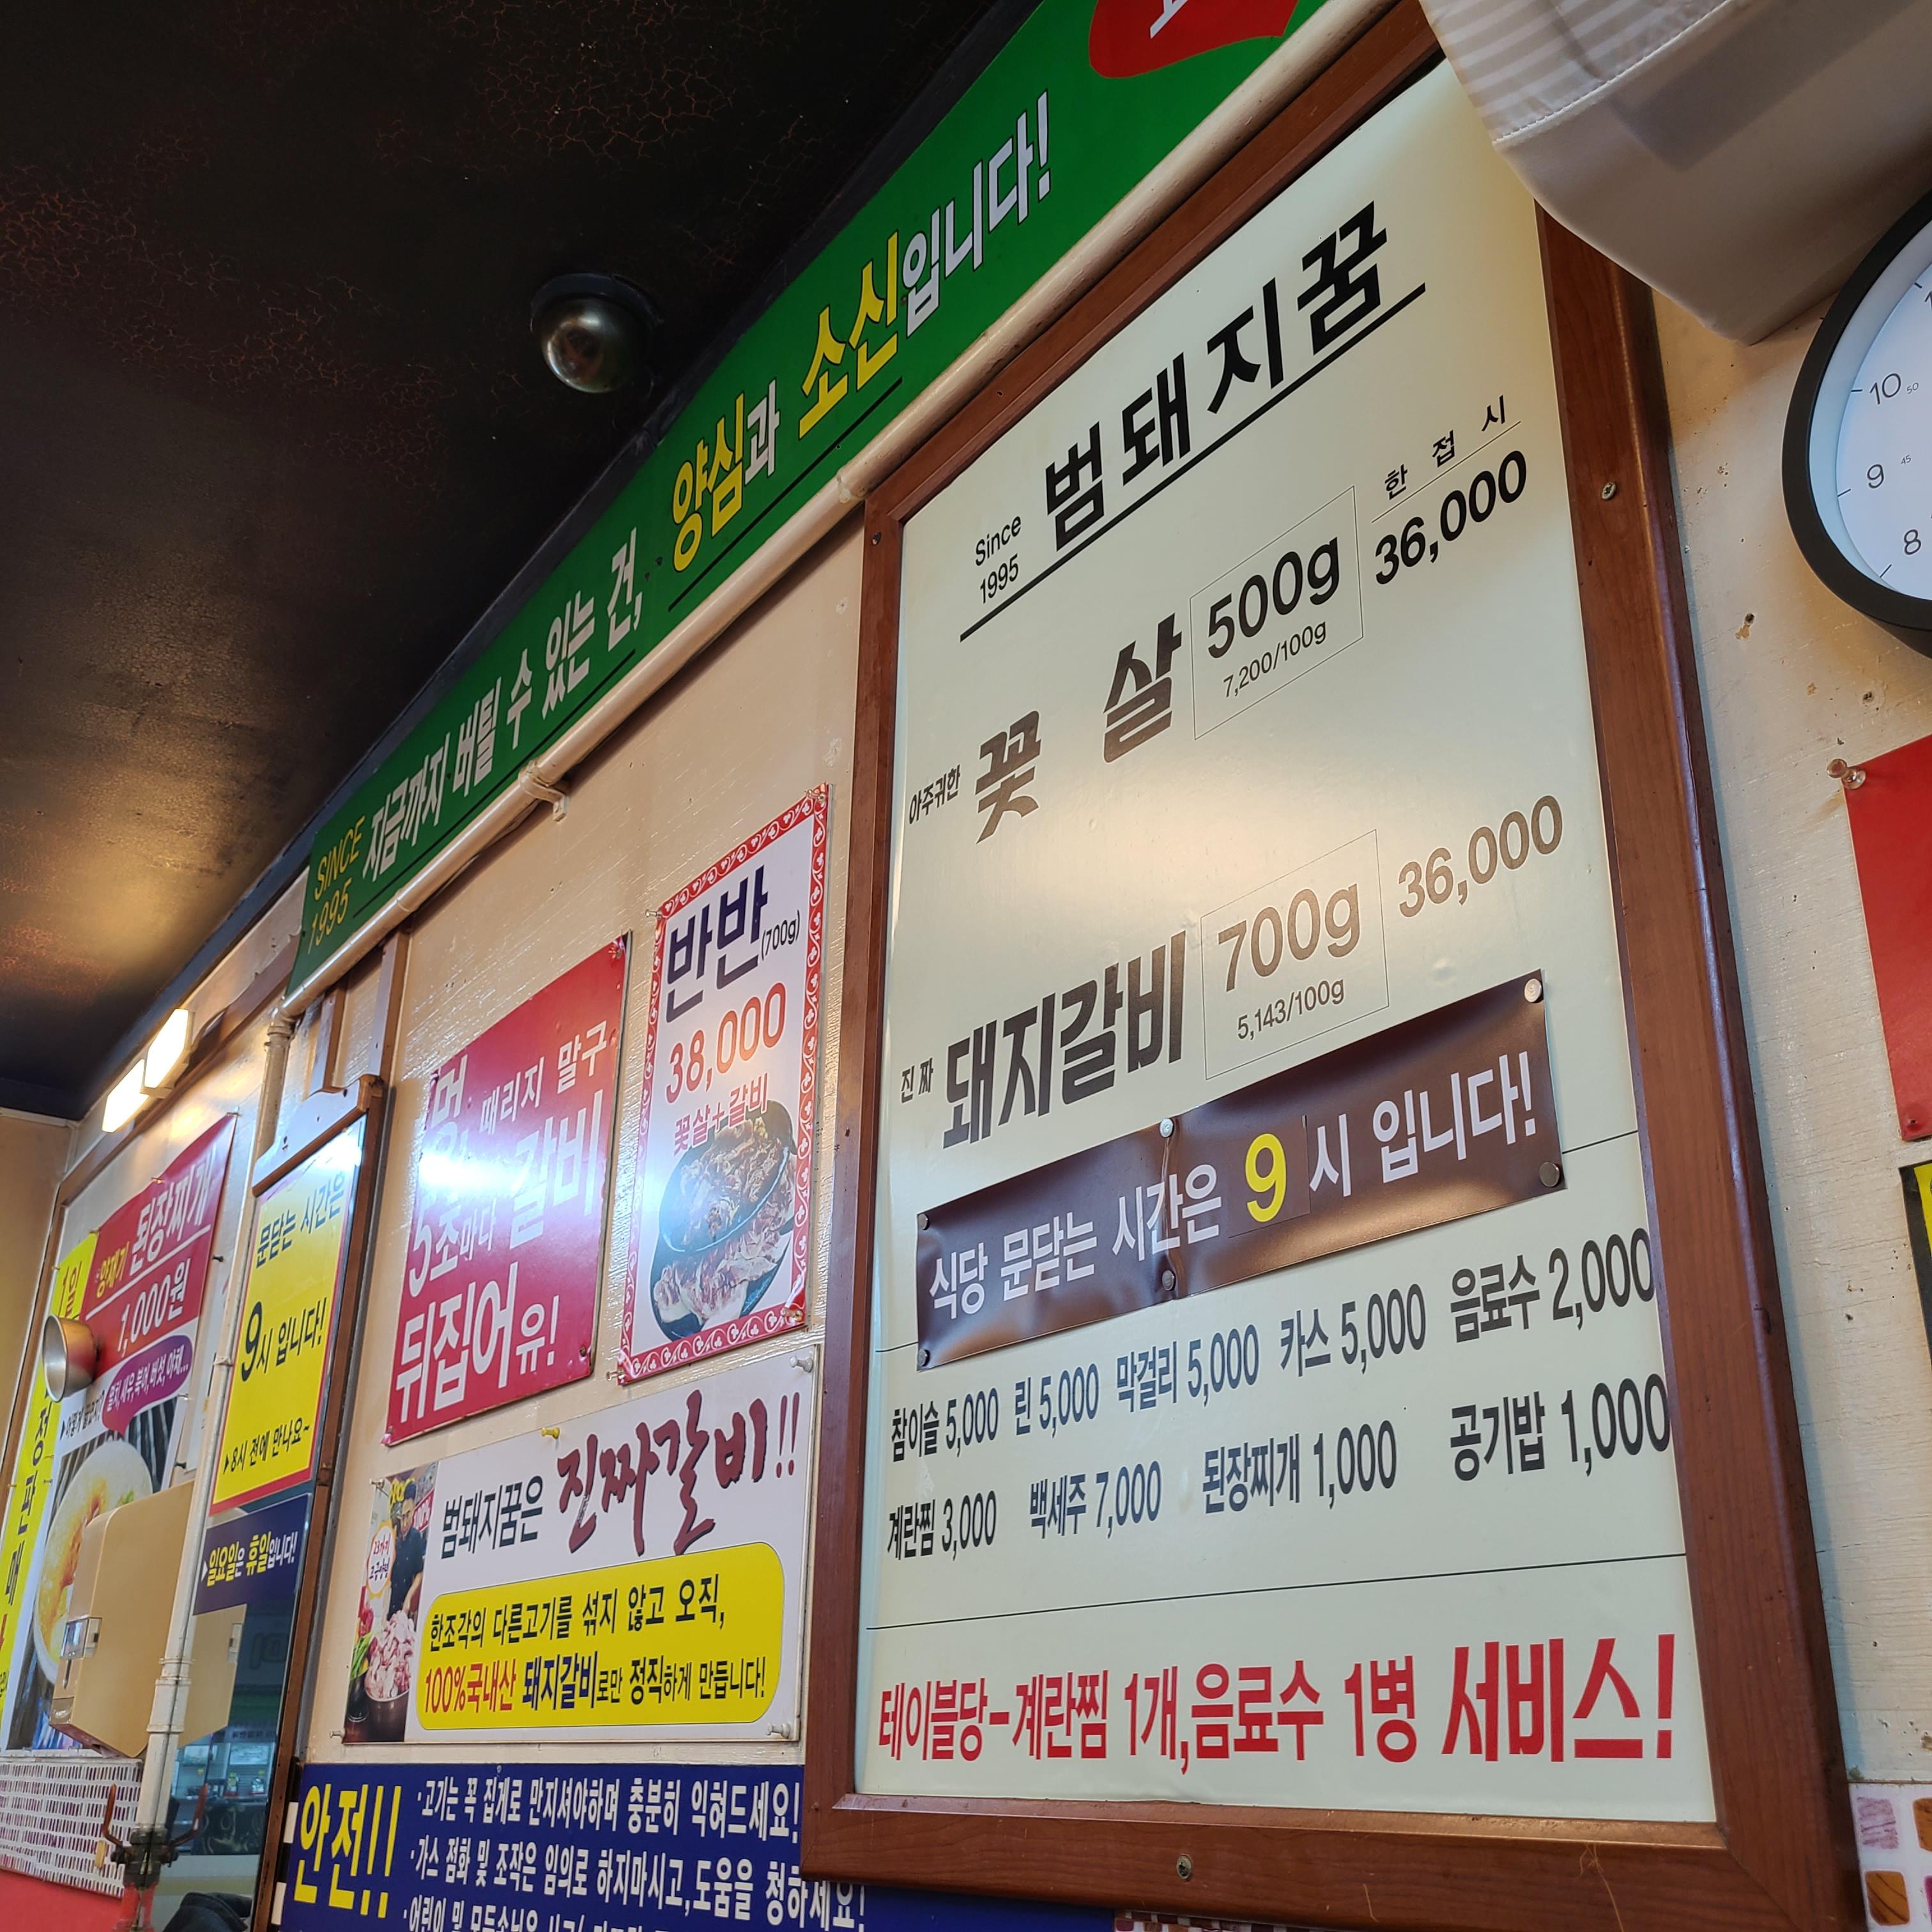 SINCE 1995 지금까지 버틸 수 있는 건, 양심과 소신입니다!
Since
1995
범돼지꿈
한 접 시
아주귀한 꽃 살 500g 36,000
7,200/100g
진짜 돼지갈비 700g 36,000
5,143/100g
식당 문닫는 시간은 9시 입니다!
참이슬 5,000 린 5,000 막걸리 5,000 카스 5,000 음료수 2,000
계란찜 3,000 백세주 7,000 된장찌개 1,000 공기밥 1,000
테이블당-계란찜 1개,음료수 1병 서비스!
반반(700g)
38,000
꽃살+갈비
때리지 말구
갈비
5초마다
뒤집어유!
범돼지꿈은 진짜갈비!!
한조각의 다른고기를 섞지 않고 오직,
100%국내산 돼지갈비로만 정직하게 만듭니다!
안전!!
·고기는 꼭 집게로 만지셔야하며 충분히 익혀드세요!
·가스 점화 및 조작은 임의로 하지마시고,도움을 청하세요!
문닫는 시간은
9시 입니다!
▶8시 전에 만나요~
▶일요일은 휴일입니다!
된장찌개
1,000원
10 50
9 45
8